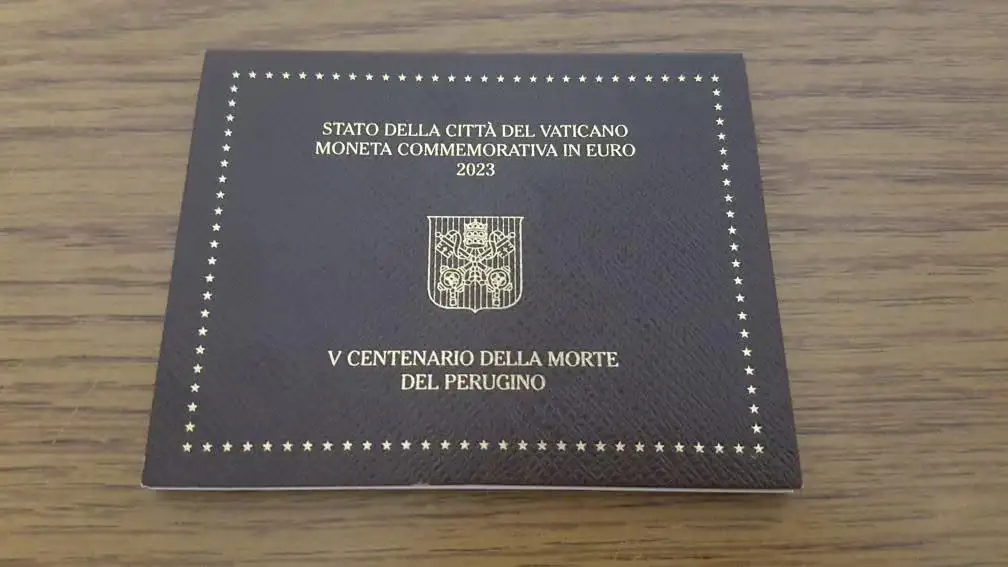 STATO DELLA CITTÀ DEL VATICANO
MONETA COMMEMORATIVA IN EURO
2023
V CENTENARIO DELLA MORTE
DEL PERUGINO